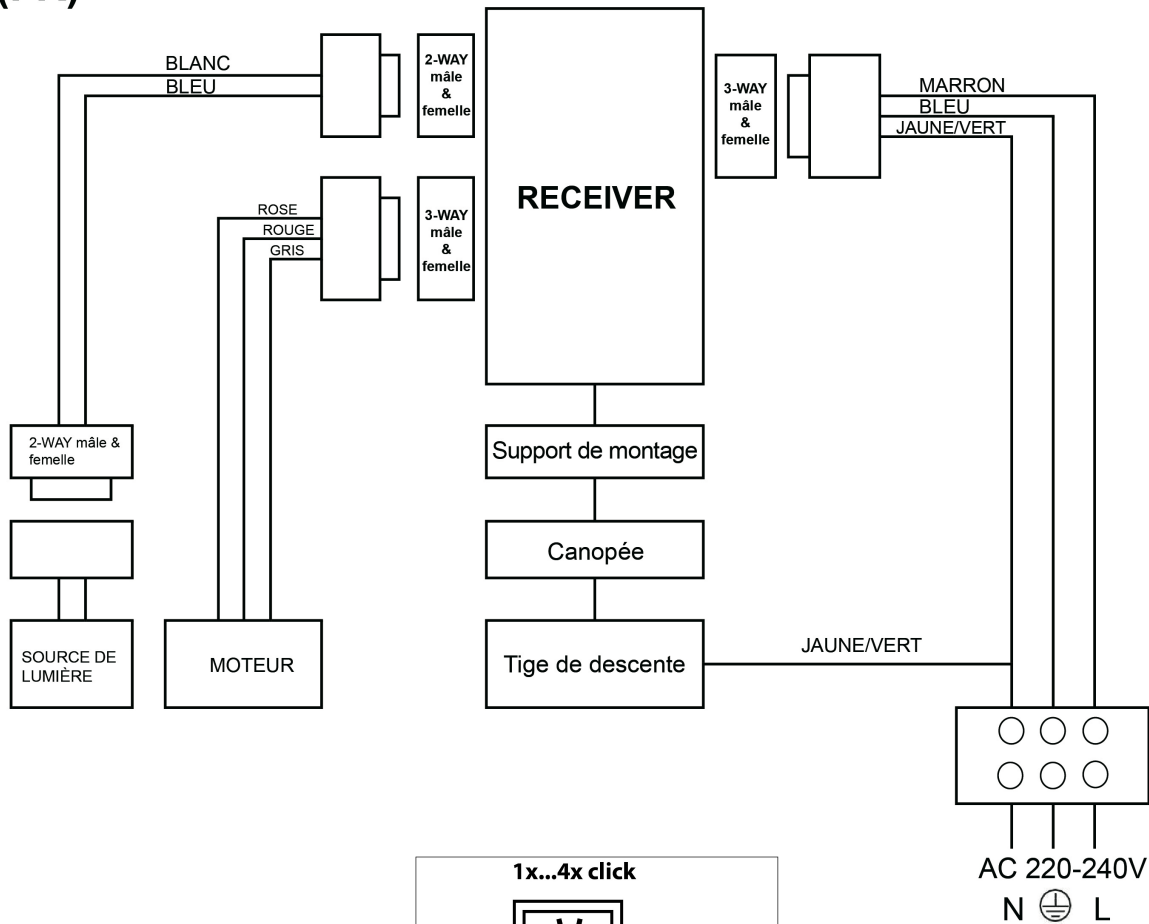 BLANC
BLEU
2-WAY
mâle
&
femelle
3-WAY
mâle
&
femelle
MARRON
BLEU
JAUNE/VERT
RECEIVER
ROSE
ROUGE
GRIS
3-WAY
mâle
&
femelle
2-WAY mâle &
femelle
Support de montage
Canopée
SOURCE DE
LUMIÈRE
MOTEUR
Tige de descente
JAUNE/VERT
1x...4x click
AC 220-240V
N L